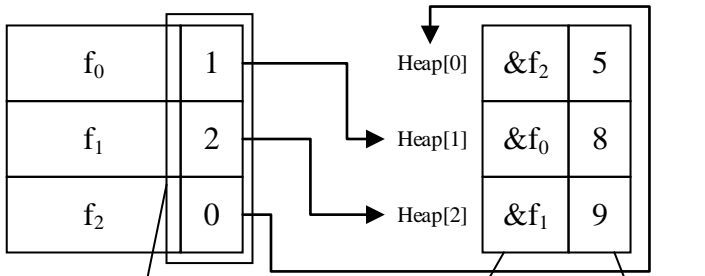 f₀ 1 Heap[0] &f₂ 5
f₁ 2 Heap[1] &f₀ 8
f₂ 0 Heap[2] &f₁ 9